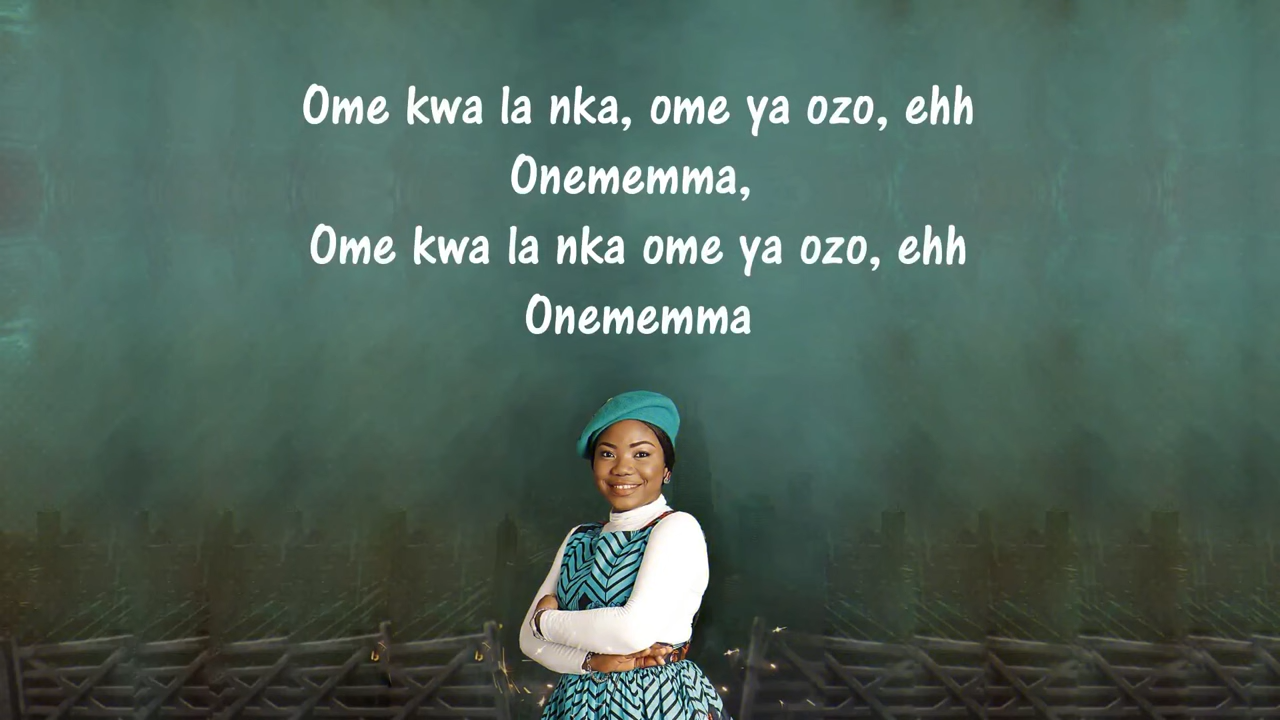 Ome kwa la nka, ome ya ozo, ehh
Onememma,
Ome kwa la nka ome ya ozo, ehh
Onememma